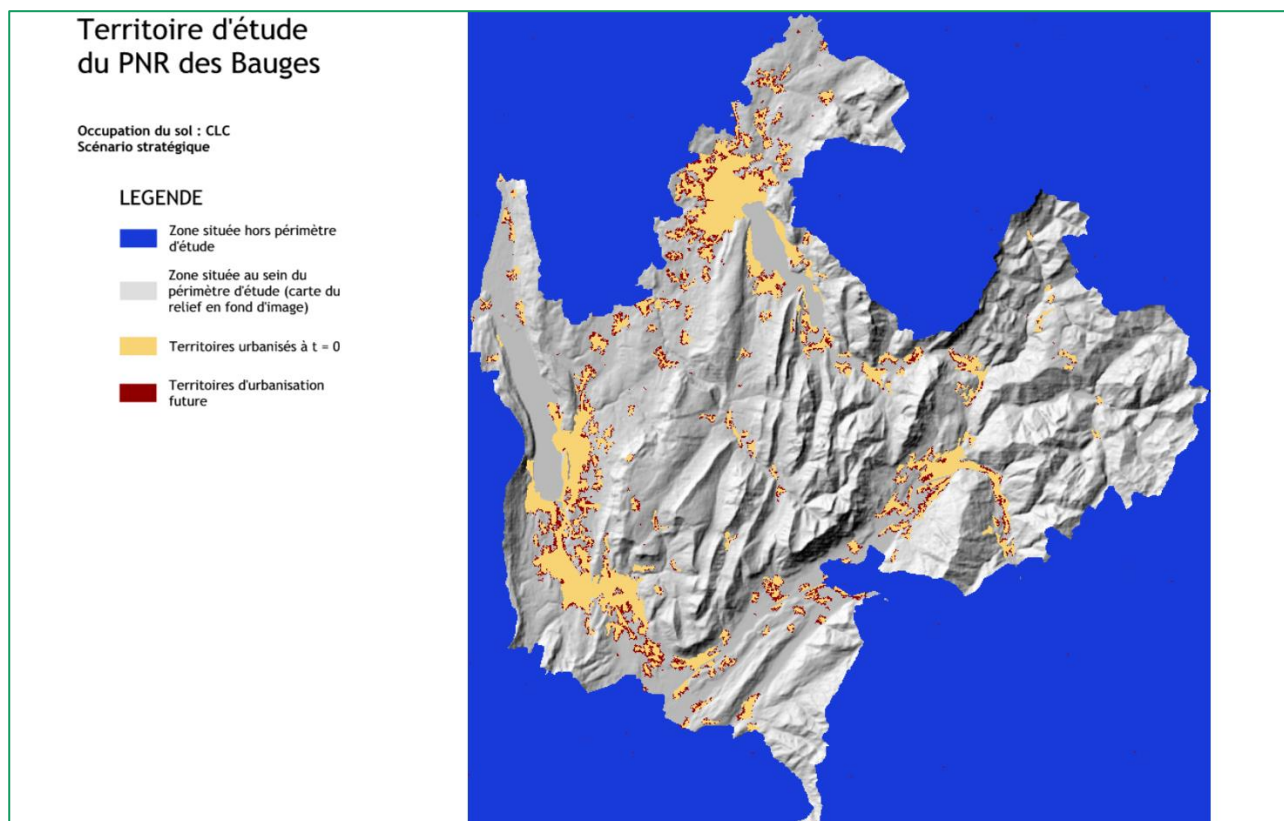 Territoire d'étude
du PNR des Bauges
Occupation du sol : CLC
Scénario stratégique
LEGENDE
Zone située hors périmètre
d'étude
Zone située au sein du
périmètre d'étude (carte du
relief en fond d'image)
Territoires urbanisés à t = 0
Territoires d'urbanisation
future